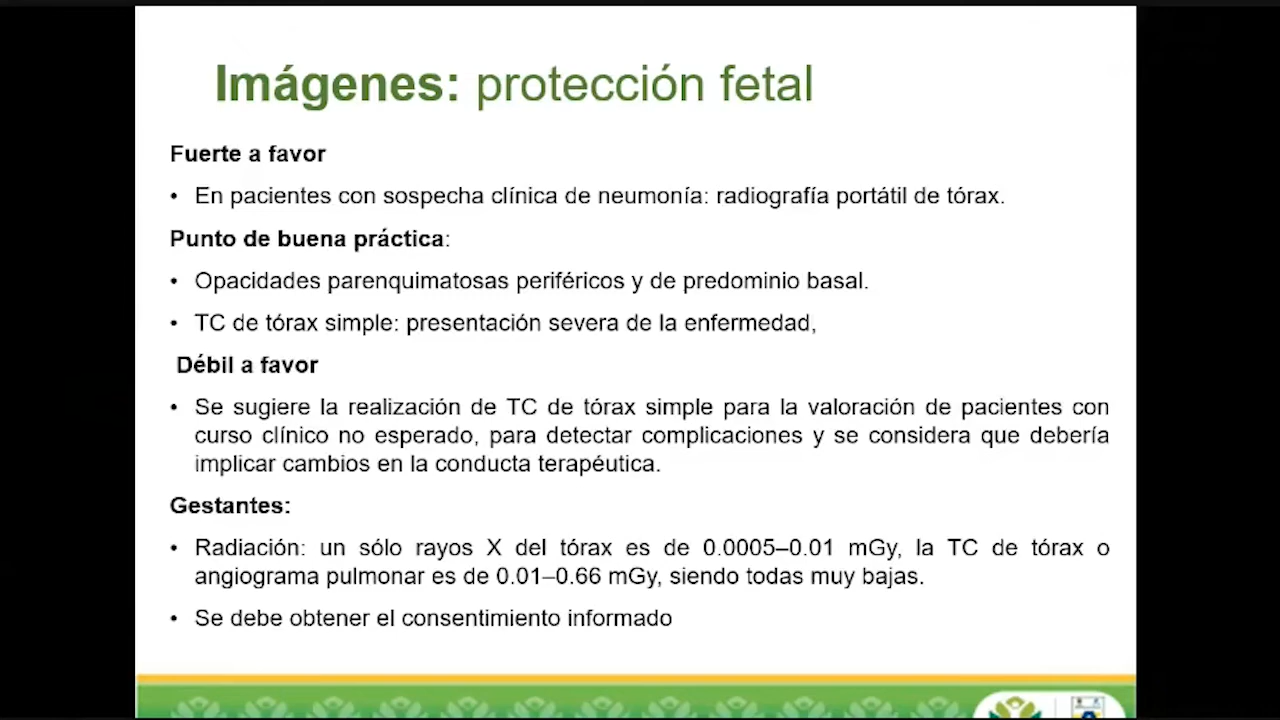 Imágenes: protección fetal
Fuerte a favor
• En pacientes con sospecha clínica de neumonía: radiografía portátil de tórax.
Punto de buena práctica:
• Opacidades parenquimatosas periféricos y de predominio basal.
• TC de tórax simple: presentación severa de la enfermedad,
Débil a favor
• Se sugiere la realización de TC de tórax simple para la valoración de pacientes con
curso clínico no esperado, para detectar complicaciones y se considera que debería
implicar cambios en la conducta terapéutica.
Gestantes:
• Radiación: un sólo rayos X del tórax es de 0.0005–0.01 mGy, la TC de tórax o
angiograma pulmonar es de 0.01–0.66 mGy, siendo todas muy bajas.
• Se debe obtener el consentimiento informado